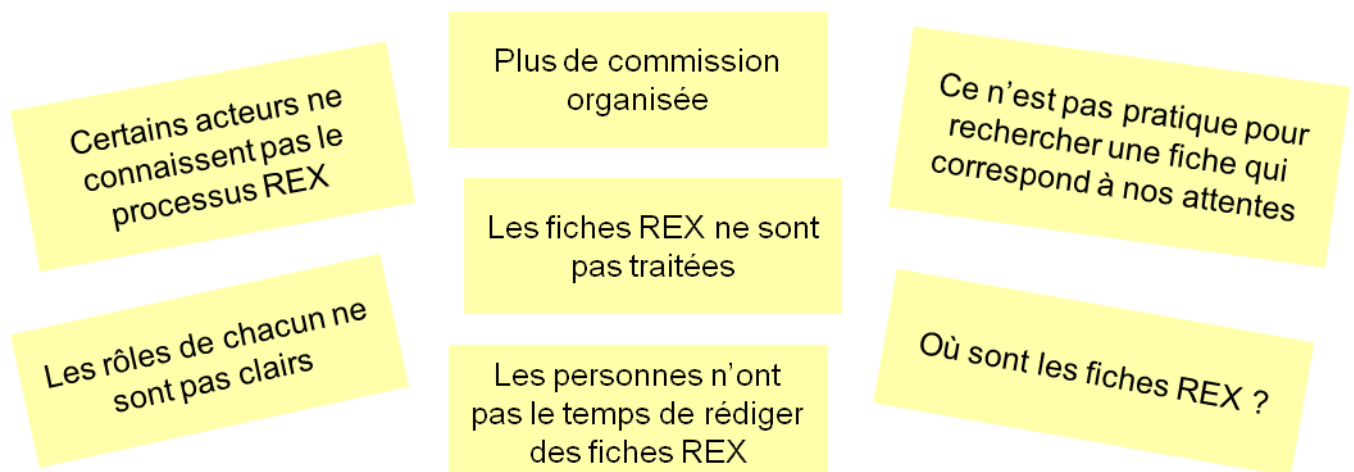 Certains acteurs ne
connaissent pas le
processus REX
Les rôles de chacun ne
sont pas clairs
Plus de commission
organisée
Les fiches REX ne sont
pas traitées
Les personnes n’ont
pas le temps de rédiger
des fiches REX
Ce n’est pas pratique pour
rechercher une fiche qui
correspond à nos attentes
Où sont les fiches REX ?